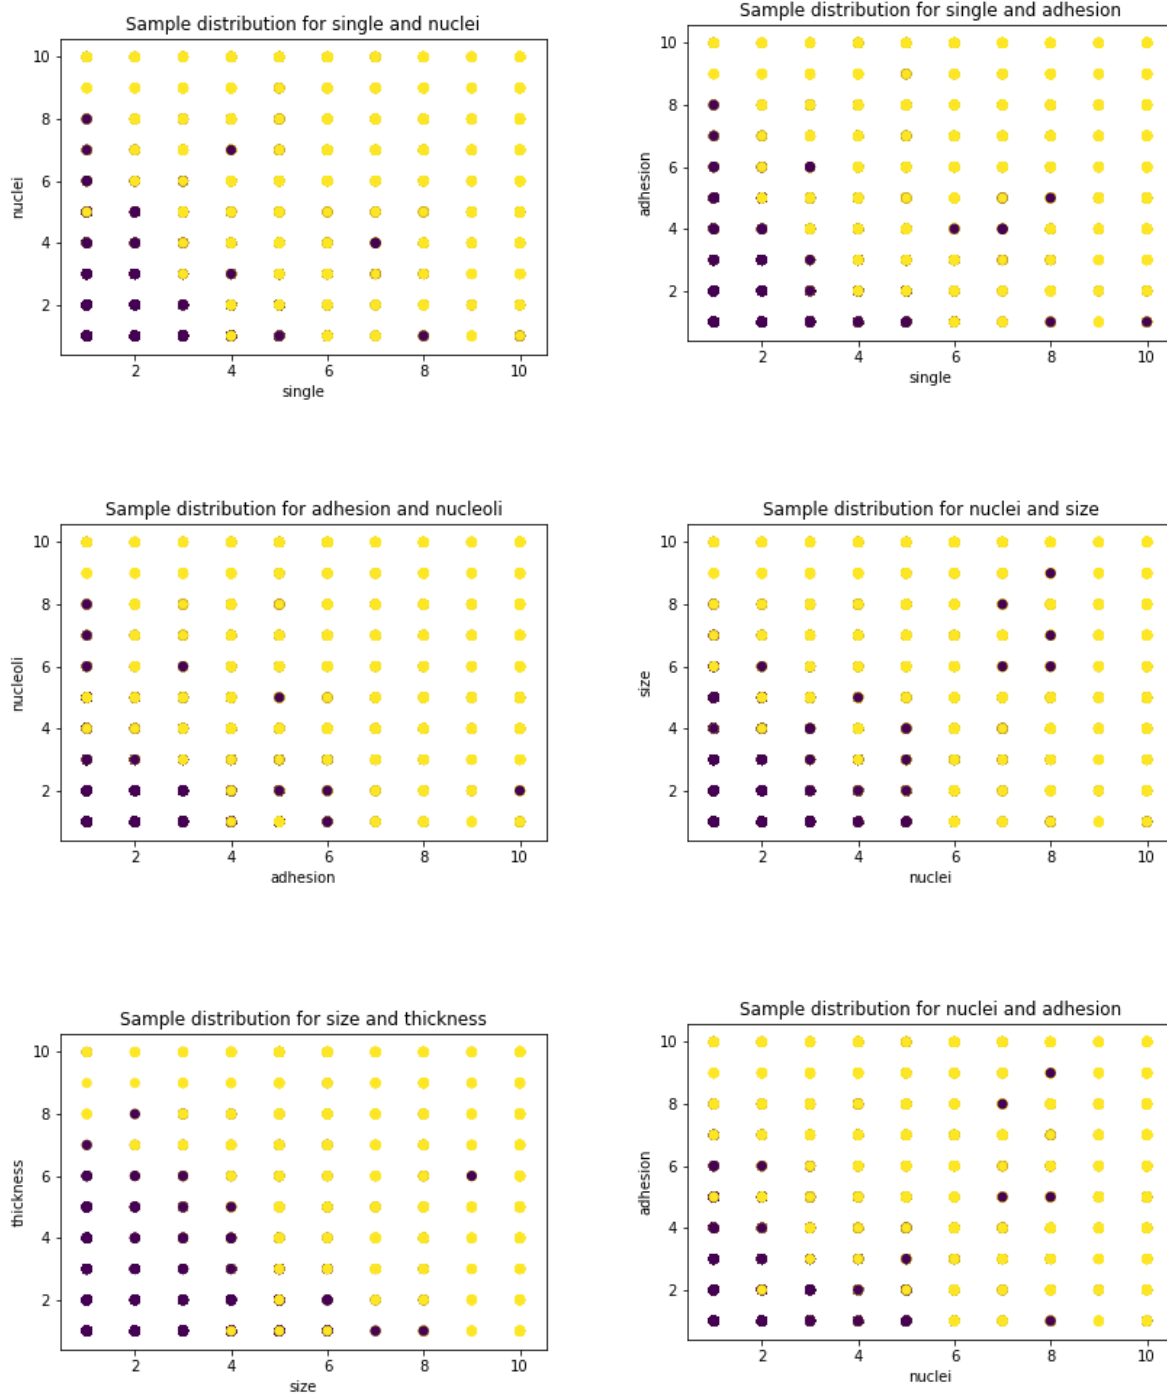 Sample distribution for single and nuclei
10
8
6
4
2
nuclei
2 4 6 8 10
single
Sample distribution for single and adhesion
10
8
6
4
2
adhesion
2 4 6 8 10
single
Sample distribution for adhesion and nucleoli
10
8
6
4
2
nucleoli
2 4 6 8 10
adhesion
Sample distribution for nuclei and size
10
8
6
4
2
size
2 4 6 8 10
nuclei
Sample distribution for size and thickness
10
8
6
4
2
thickness
2 4 6 8 10
size
Sample distribution for nuclei and adhesion
10
8
6
4
2
adhesion
2 4 6 8 10
nuclei